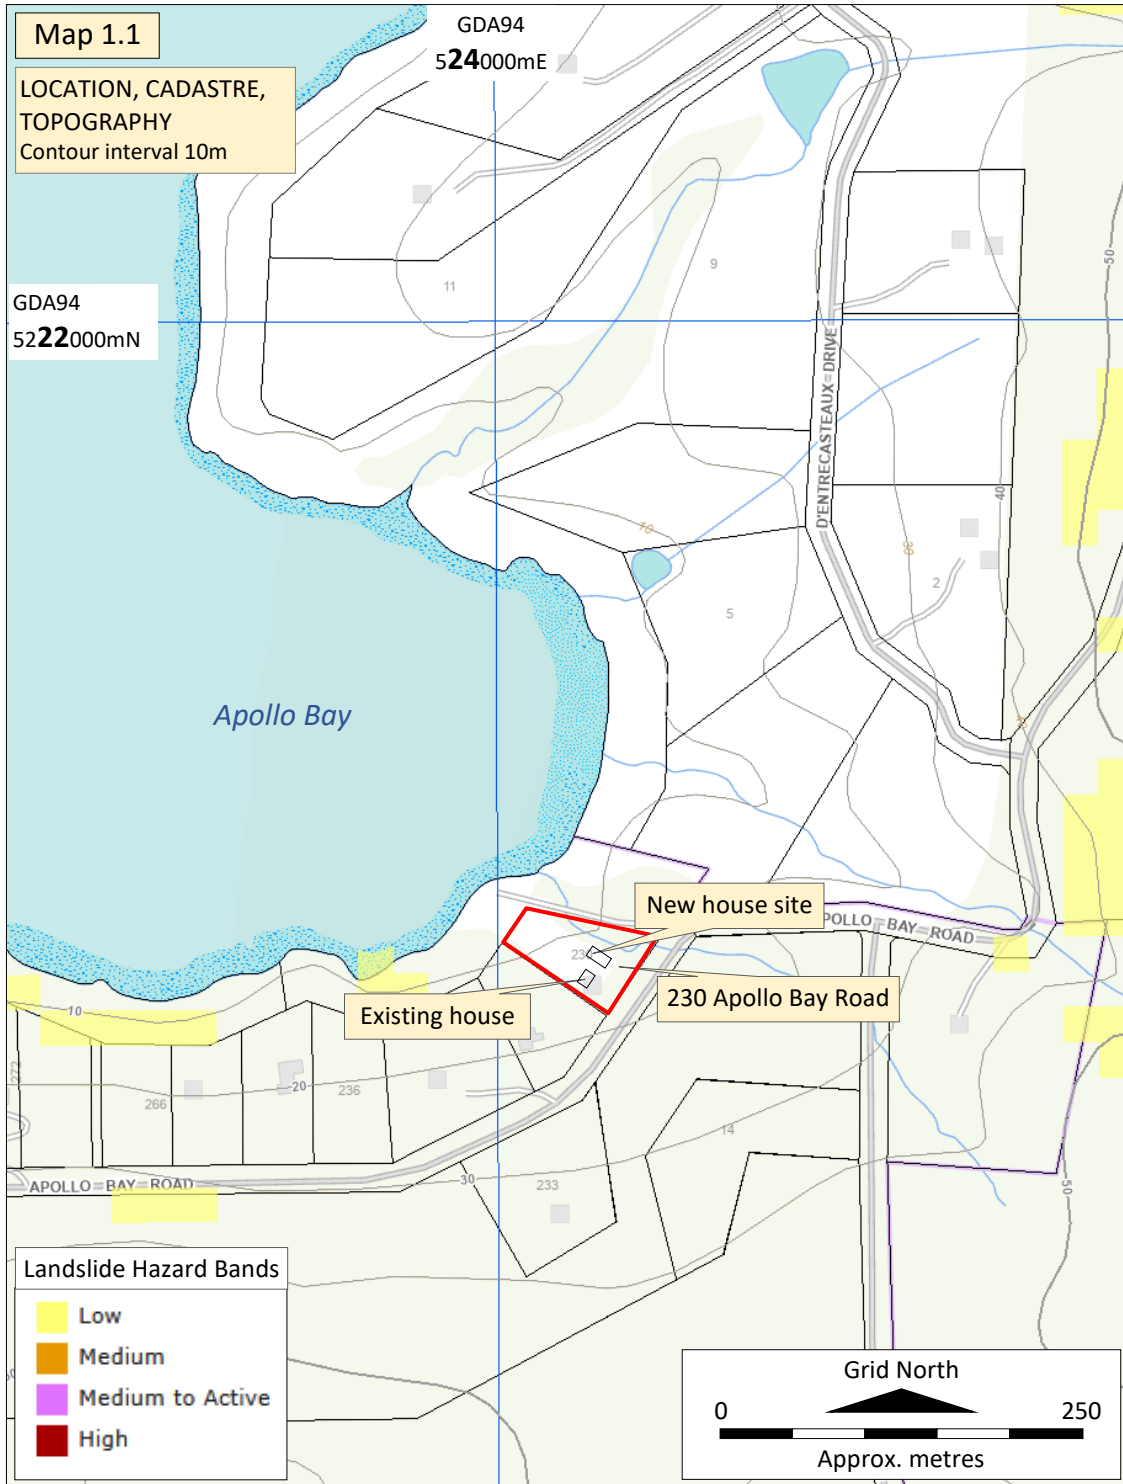 Map 1.1
GDA94
524000mE
LOCATION, CADASTRE,
TOPOGRAPHY
Contour interval 10m
50
9
11
GDA94
5222000mN
D'ENTRECASTEAUX DRIVE
40
10
30
2
5
Apollo Bay
New house site
APOLLO BAY ROAD
230 Apollo Bay Road
Existing house
10
272
20
236
266
14
APOLLO BAY ROAD
30
233
50
Landslide Hazard Bands
Low
Medium
Medium to Active
High
Grid North
0
250
Approx. metres